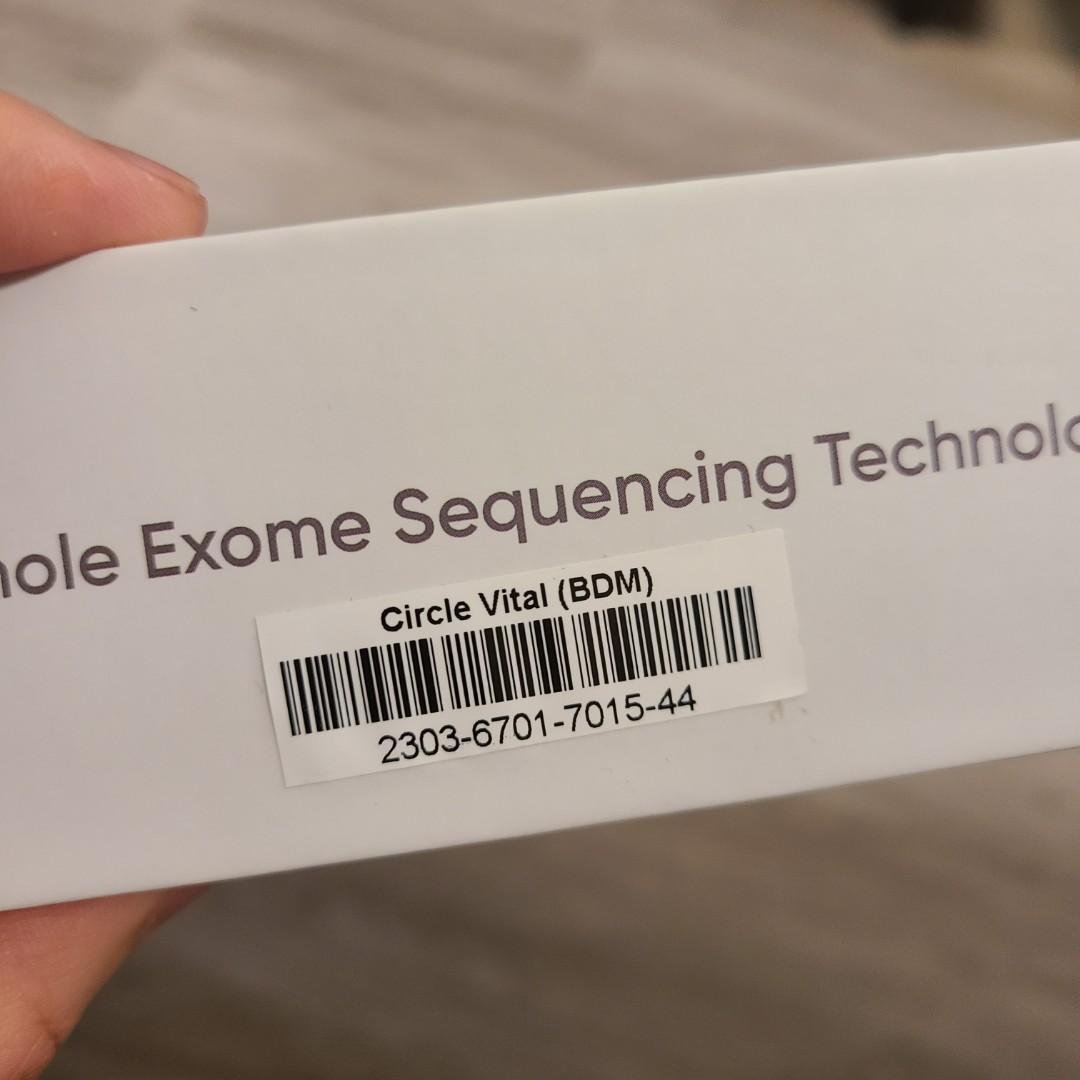 hole Exome Sequencing Technolo
Circle Vital (BDM)
2303-6701-7015-44